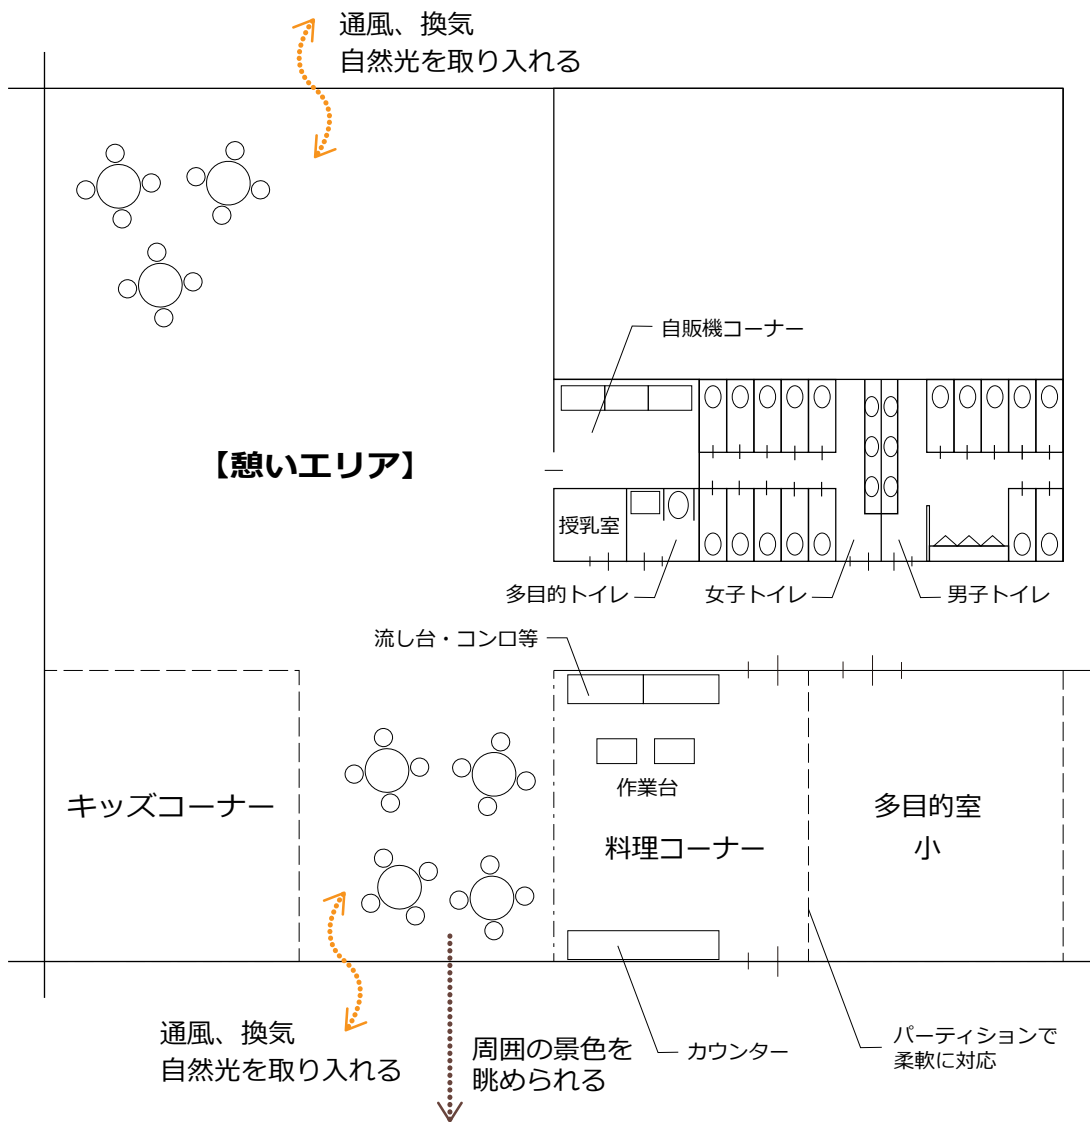 通風、換気
自然光を取り入れる
自販機コーナー
【憩いエリア】
授乳室
多目的トイレ
女子トイレ
男子トイレ
流し台・コンロ等
キッズコーナー
作業台
料理コーナー
多目的室
小
通風、換気
自然光を取り入れる
周囲の景色を
眺められる
カウンター
パーティションで
柔軟に対応